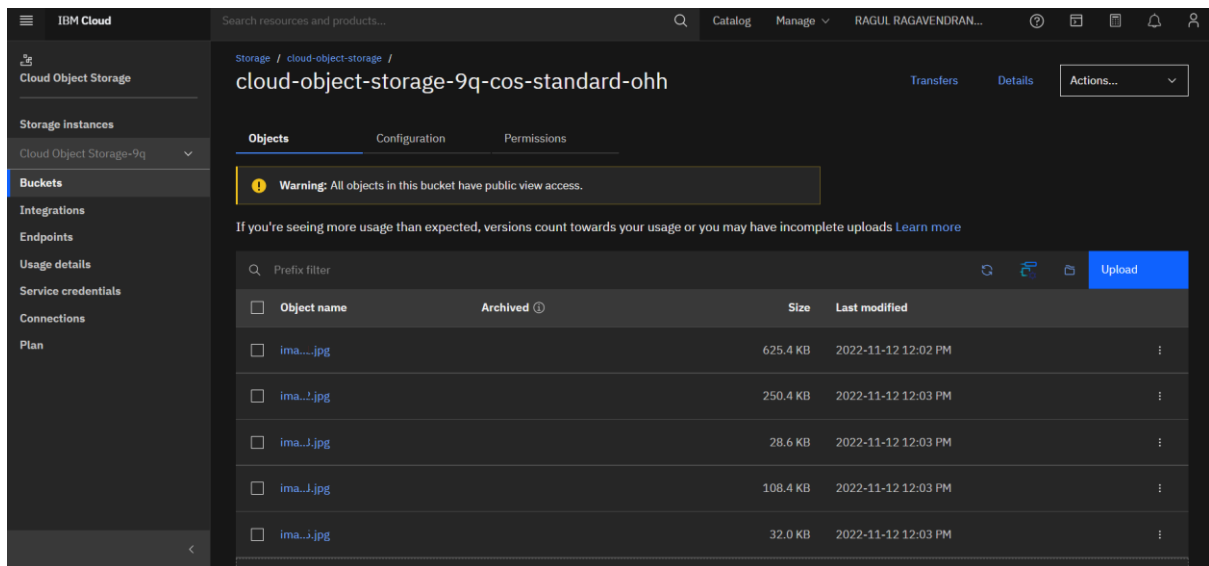 IBM Cloud
Search resources and products...
Catalog
Manage
RAGUL RAGAVENDRAN...
Cloud Object Storage
Storage instances
Cloud Object Storage-9q
Buckets
Integrations
Endpoints
Usage details
Service credentials
Connections
Plan
Storage / cloud-object-storage /
cloud-object-storage-9q-cos-standard-ohh
Transfers
Details
Actions...
Objects
Configuration
Permissions
Warning: All objects in this bucket have public view access.
If you're seeing more usage than expected, versions count towards your usage or you may have incomplete uploads Learn more
Prefix filter
Upload
Object name Archived Size Last modified
ima....jpg 625.4 KB 2022-11-12 12:02 PM
250.4 KB 2022-11-12 12:03 PM
28.6 KB 2022-11-12 12:03 PM
108.4 KB 2022-11-12 12:03 PM
32.0 KB 2022-11-12 12:03 PM